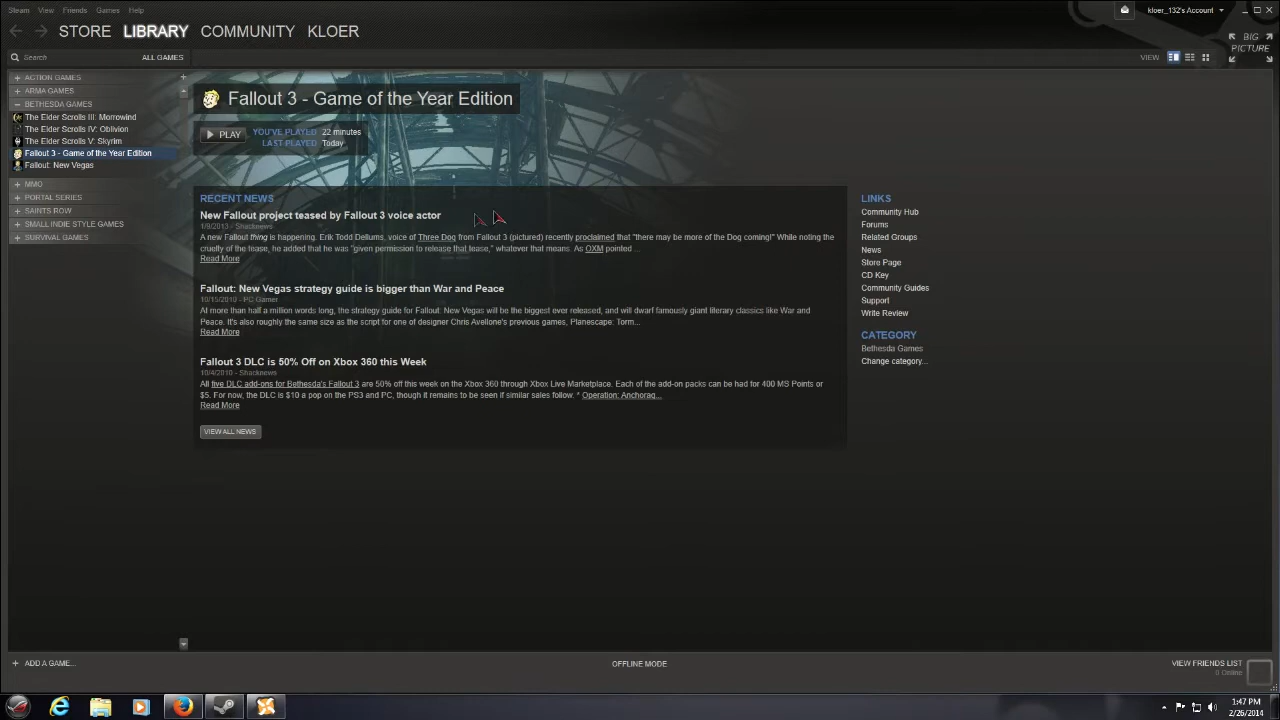 Steam View Friends Games Help
kloer_132's Account
STORE LIBRARY COMMUNITY KLOER
BIG PICTURE
Search
ALL GAMES
VIEW
ACTION GAMES
ARMA GAMES
BETHESDA GAMES
The Elder Scrolls III: Morrowind
The Elder Scrolls IV: Oblivion
The Elder Scrolls V: Skyrim
Fallout 3 - Game of the Year Edition
Fallout: New Vegas
MMO
PORTAL SERIES
SAINTS ROW
SMALL INDIE STYLE GAMES
SURVIVAL GAMES
Fallout 3 - Game of the Year Edition
PLAY
YOU'VE PLAYED 22 minutes
LAST PLAYED Today
RECENT NEWS
New Fallout project teased by Fallout 3 voice actor
1/9/2013 - Shacknews
A new Fallout thing is happening. Erik Todd Dellums, voice of Three Dog from Fallout 3 (pictured) recently proclaimed that "there may be more of the Dog coming!" While noting the
cruelty of the tease, he added that he was "given permission to release that tease," whatever that means. As OXM pointed ...
Read More
Fallout: New Vegas strategy guide is bigger than War and Peace
10/15/2010 - PC Gamer
At more than half a million words long, the strategy guide for Fallout: New Vegas will be the biggest ever released, and will dwarf famously giant literary classics like War and
Peace. It's also roughly the same size as the script for one of designer Chris Avellone's previous games, Planescape: Torm...
Read More
Fallout 3 DLC is 50% Off on Xbox 360 this Week
10/4/2010 - Shacknews
All five DLC add-ons for Bethesda's Fallout 3 are 50% off this week on the Xbox 360 through Xbox Live Marketplace. Each of the add-on packs can be had for 400 MS Points or
$5. For now, the DLC is $10 a pop on the PS3 and PC, though it remains to be seen if similar sales follow. * Operation: Anchorag...
Read More
VIEW ALL NEWS
LINKS
Community Hub
Forums
Related Groups
News
Store Page
CD Key
Community Guides
Support
Write Review
CATEGORY
Bethesda Games
Change category...
ADD A GAME...
OFFLINE MODE
VIEW FRIENDS LIST
0 Online
1:47 PM
2/26/2014